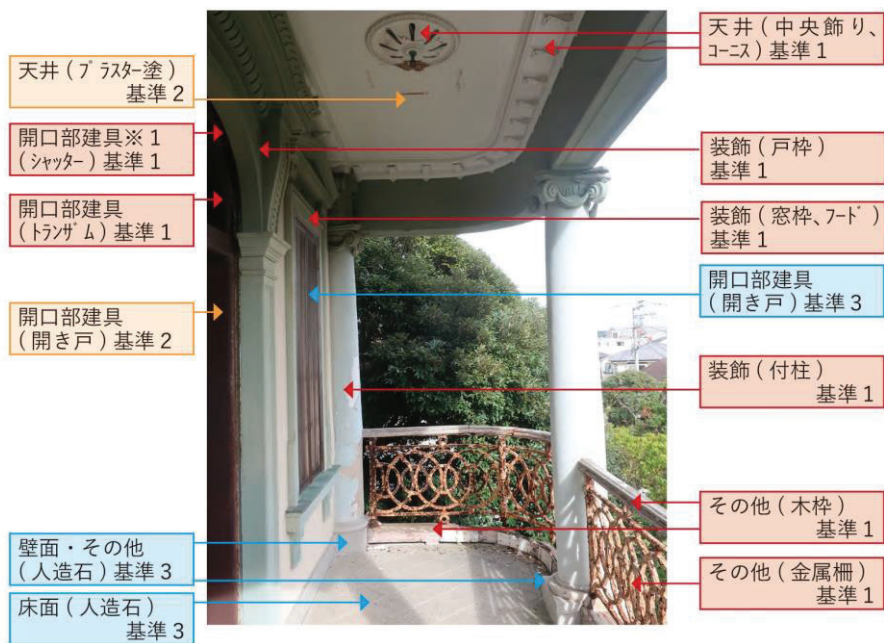 天井(プラスター塗)
基準2
開口部建具※1
(シャッター)基準1
開口部建具
(トランザム)基準1
開口部建具
(開き戸)基準2
壁面・その他
(人造石)基準3
床面(人造石)
基準3
天井(中央飾り、
コーニス)基準1
装飾(戸枠)
基準1
装飾(窓枠、フード)
基準1
開口部建具
(開き戸)基準3
装飾(付柱)
基準1
その他(木枠)
基準1
その他(金属柵)
基準1